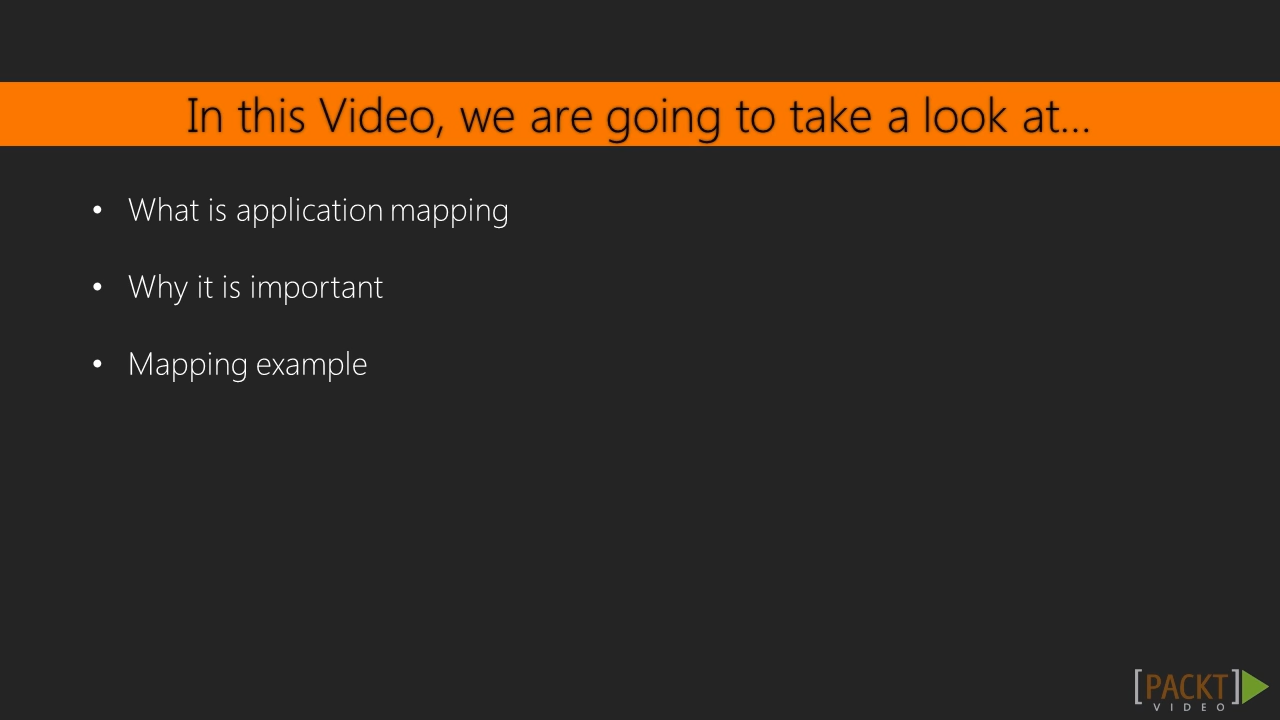 In this Video, we are going to take a look at...
• What is application mapping
• Why it is important
• Mapping example
[PACKT]
VIDEO